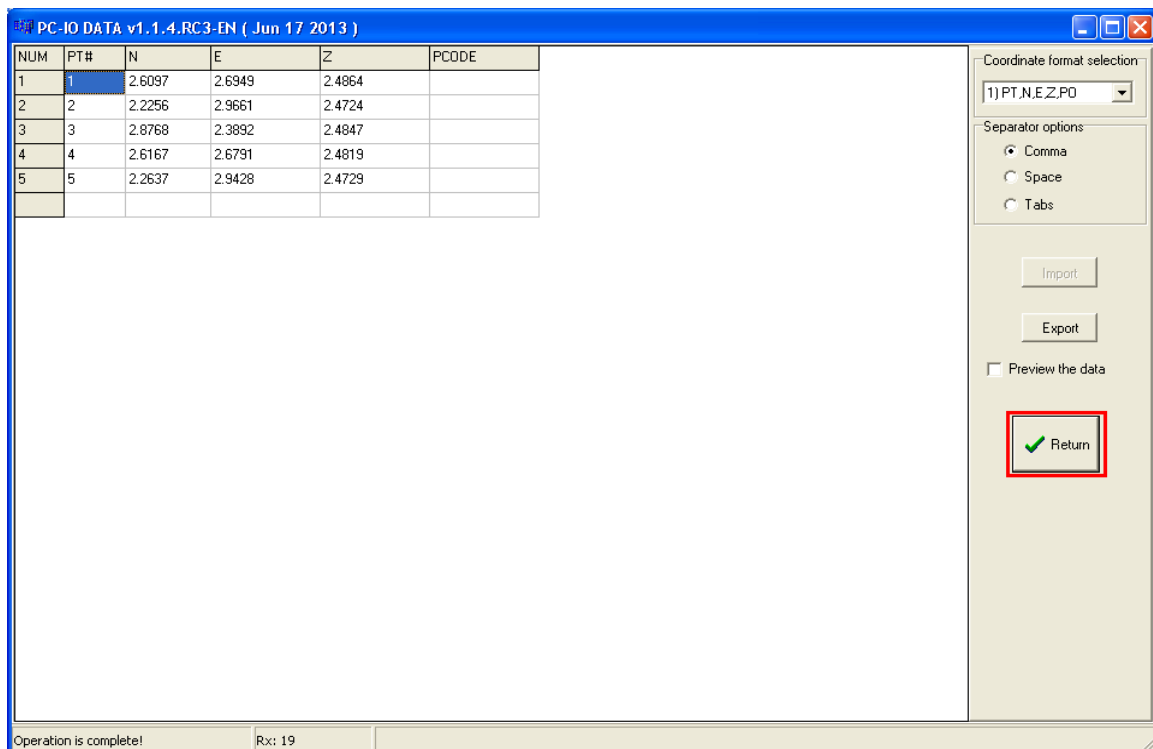 PC-IO DATA v1.1.4.RC3-EN ( Jun 17 2013 )
NUM PT# N E Z PCODE
1 1 2.6097 2.6949 2.4864
2 2 2.2256 2.9661 2.4724
3 3 2.8768 2.3892 2.4847
4 4 2.6167 2.6791 2.4819
5 5 2.2637 2.9428 2.4729
Coordinate format selection
1) PT,N,E,Z,PO
Separator options
Comma
Space
Tabs
Import
Export
Preview the data
Return
Operation is complete! Rx: 19